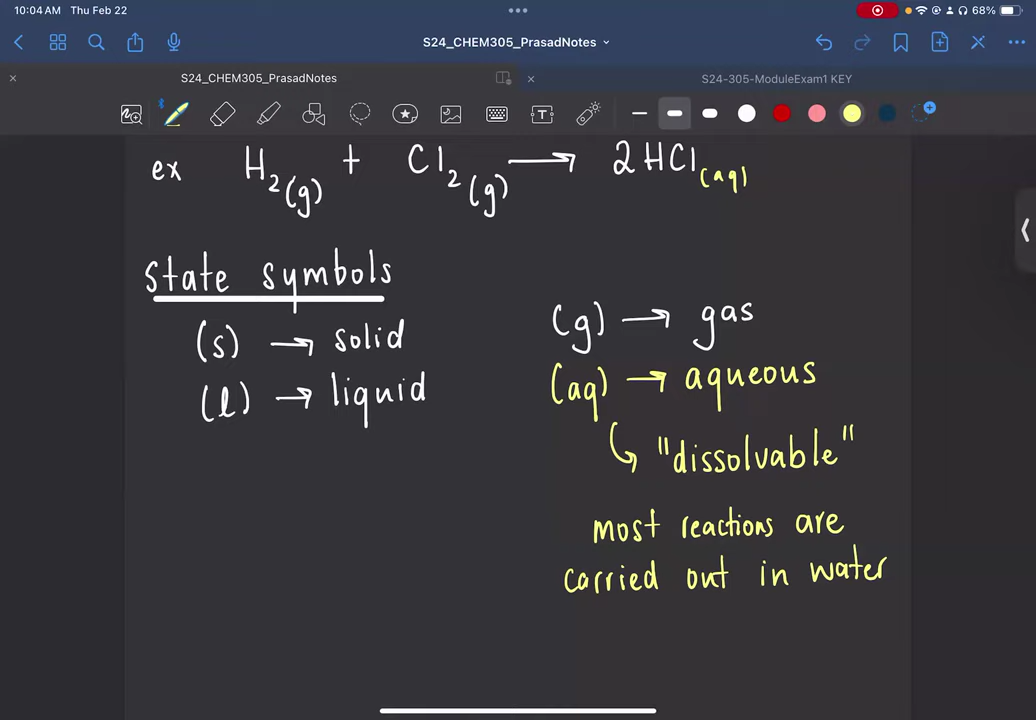 10:04 AM Thu Feb 22
68%
S24_CHEM305_PrasadNotes
S24_CHEM305_PrasadNotes
S24-305-ModuleExam1 KEY
ex H₂(g) + Cl₂(g) → 2HCl(aq)
state symbols
(s) → solid
(l) → liquid
(g) → gas
(aq) → aqueous
"dissolvable"
most reactions are
carried out in water